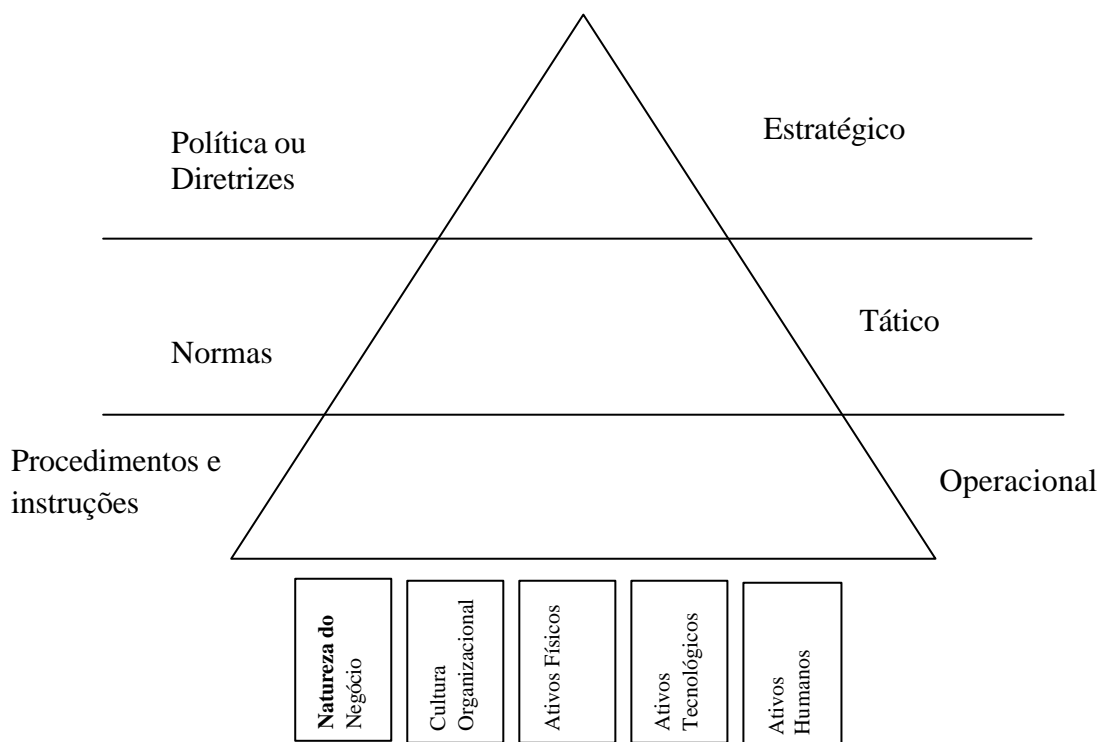 Política ou
Diretrizes
Estratégico
Normas
Tático
Procedimentos e
instruções
Operacional
Natureza do
Negócio
Cultura
Organizacional
Ativos Físicos
Ativos
Tecnológicos
Ativos
Humanos